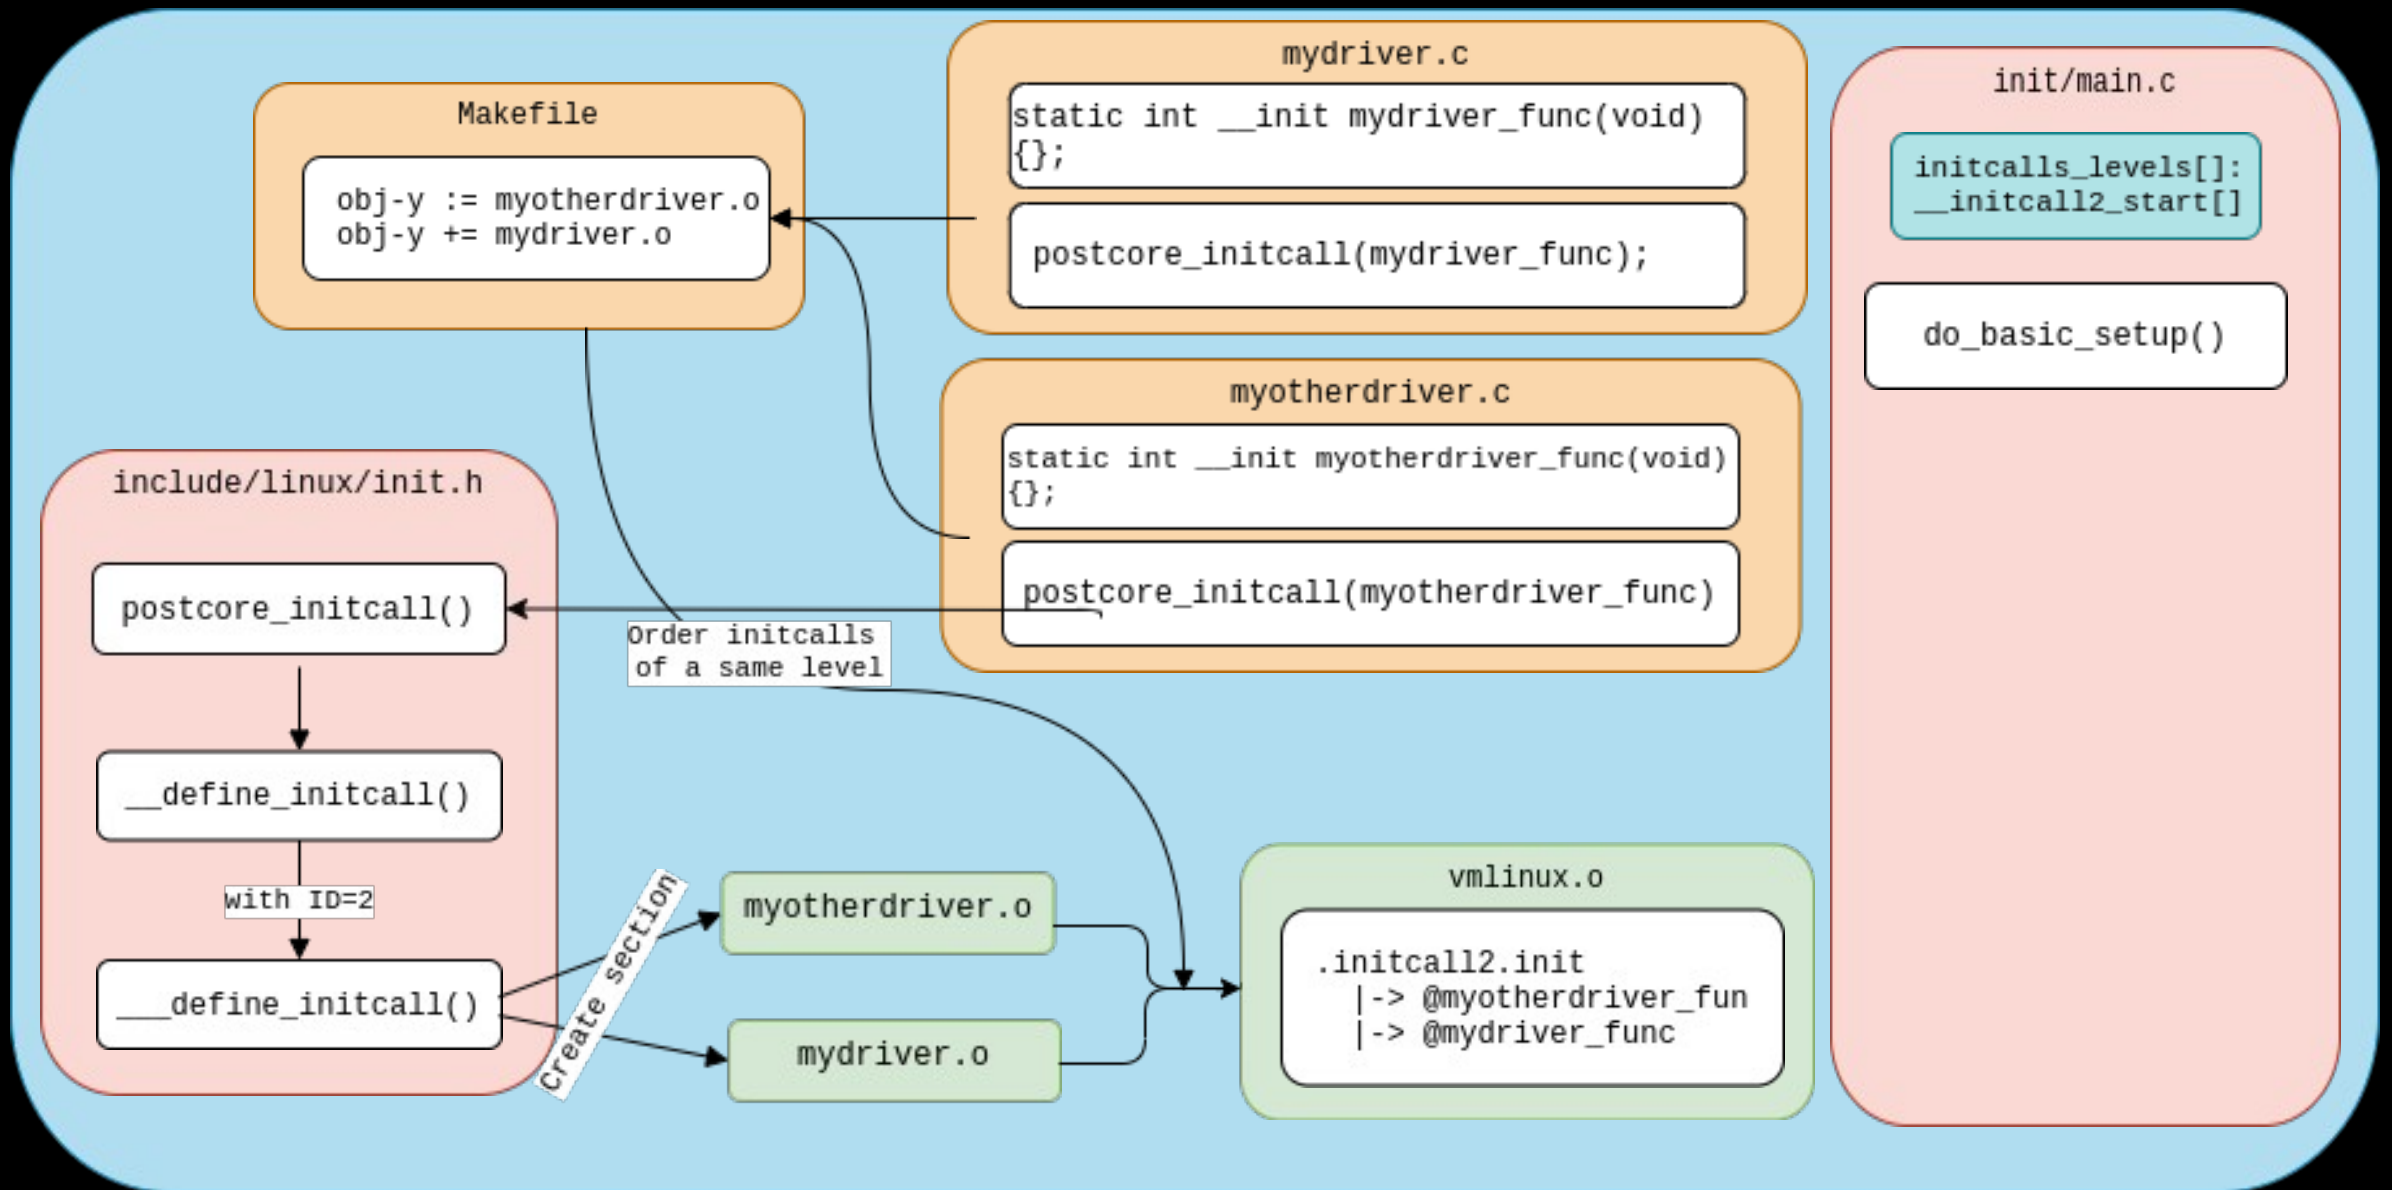 Makefile
obj-y := myotherdriver.o
obj-y += mydriver.o
mydriver.c
static int __init mydriver_func(void)
{};
postcore_initcall(mydriver_func);
myotherdriver.c
static int __init myotherdriver_func(void)
{};
postcore_initcall(myotherdriver_func)
init/main.c
initcalls_levels[]:
__initcall2_start[]
do_basic_setup()
include/linux/init.h
postcore_initcall()
__define_initcall()
with ID=2
___define_initcall()
Order initcalls
of a same level
Create section
myotherdriver.o
mydriver.o
vmlinux.o
.initcall2.init
|-> @myotherdriver_fun
|-> @mydriver_func